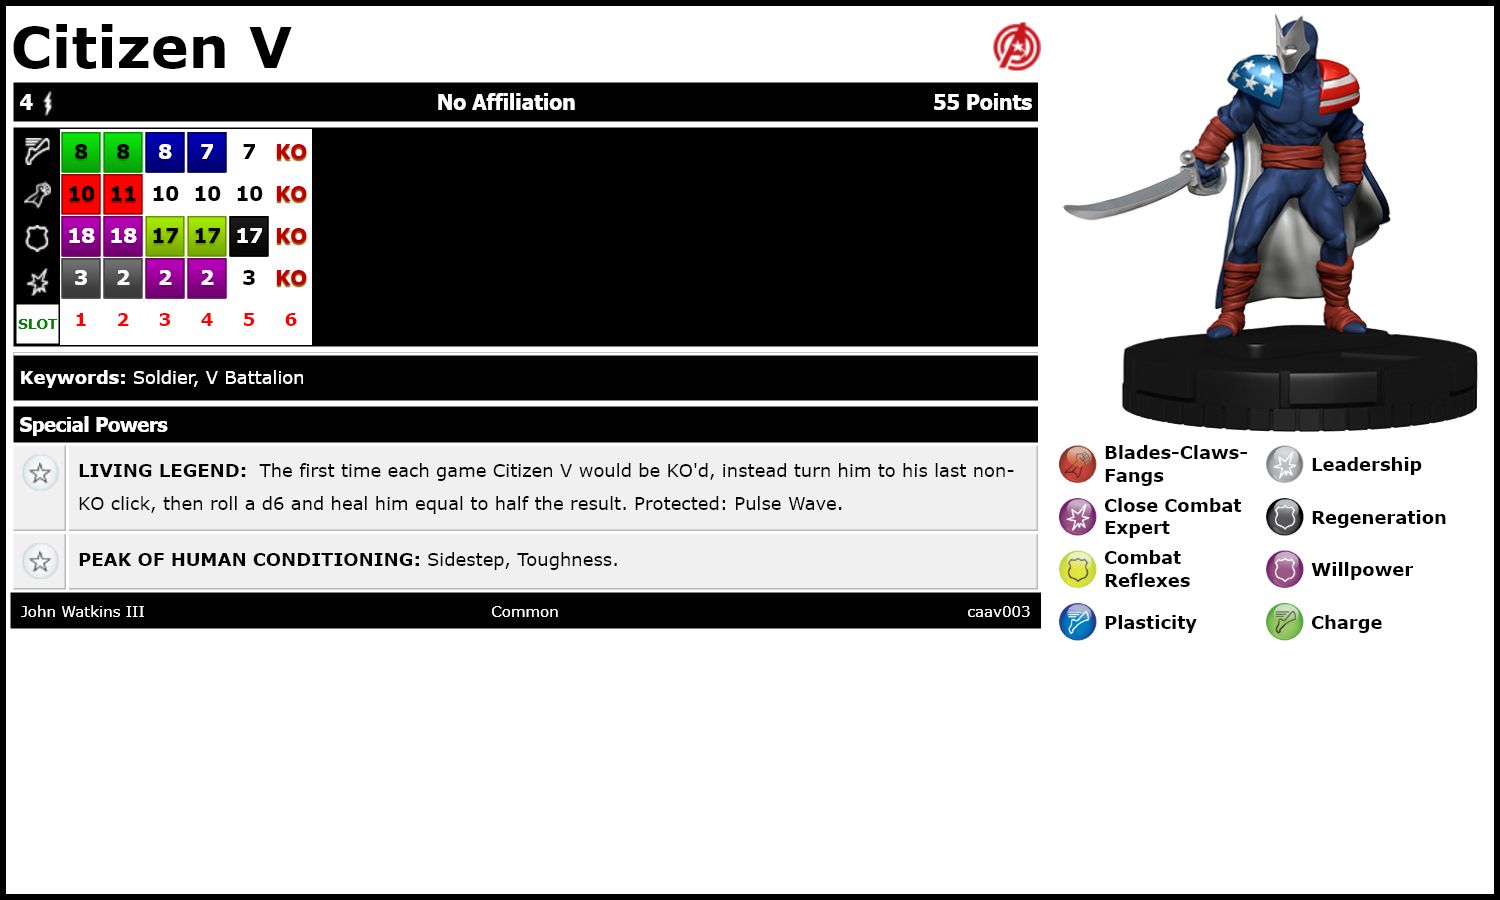 Citizen V
4 No Affiliation 55 Points
8 8 8 7 7 KO
10 11 10 10 10 KO
18 18 17 17 17 KO
3 2 2 2 3 KO
SLOT 1 2 3 4 5 6
Keywords: Soldier, V Battalion
Special Powers
LIVING LEGEND: The first time each game Citizen V would be KO'd, instead turn him to his last non-
KO click, then roll a d6 and heal him equal to half the result. Protected: Pulse Wave.
PEAK OF HUMAN CONDITIONING: Sidestep, Toughness.
John Watkins III Common caav003
Blades-Claws-
Fangs
Leadership
Close Combat
Expert
Regeneration
Combat
Reflexes
Willpower
Plasticity
Charge